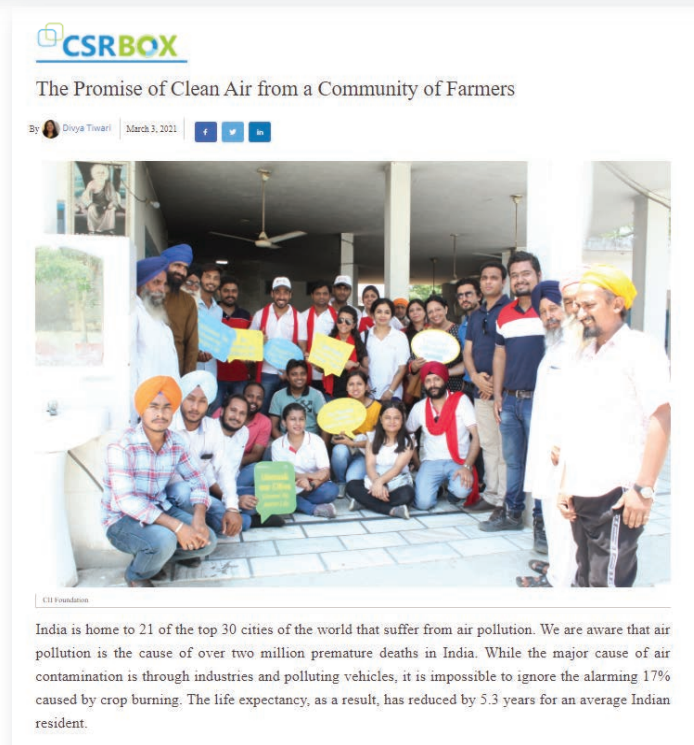 CSRBOX
The Promise of Clean Air from a Community of Farmers
By Divya Tiwari March 3, 2021
CII Foundation
India is home to 21 of the top 30 cities of the world that suffer from air pollution. We are aware that air
pollution is the cause of over two million premature deaths in India. While the major cause of air
contamination is through industries and polluting vehicles, it is impossible to ignore the alarming 17%
caused by crop burning. The life expectancy, as a result, has reduced by 5.3 years for an average Indian
resident.